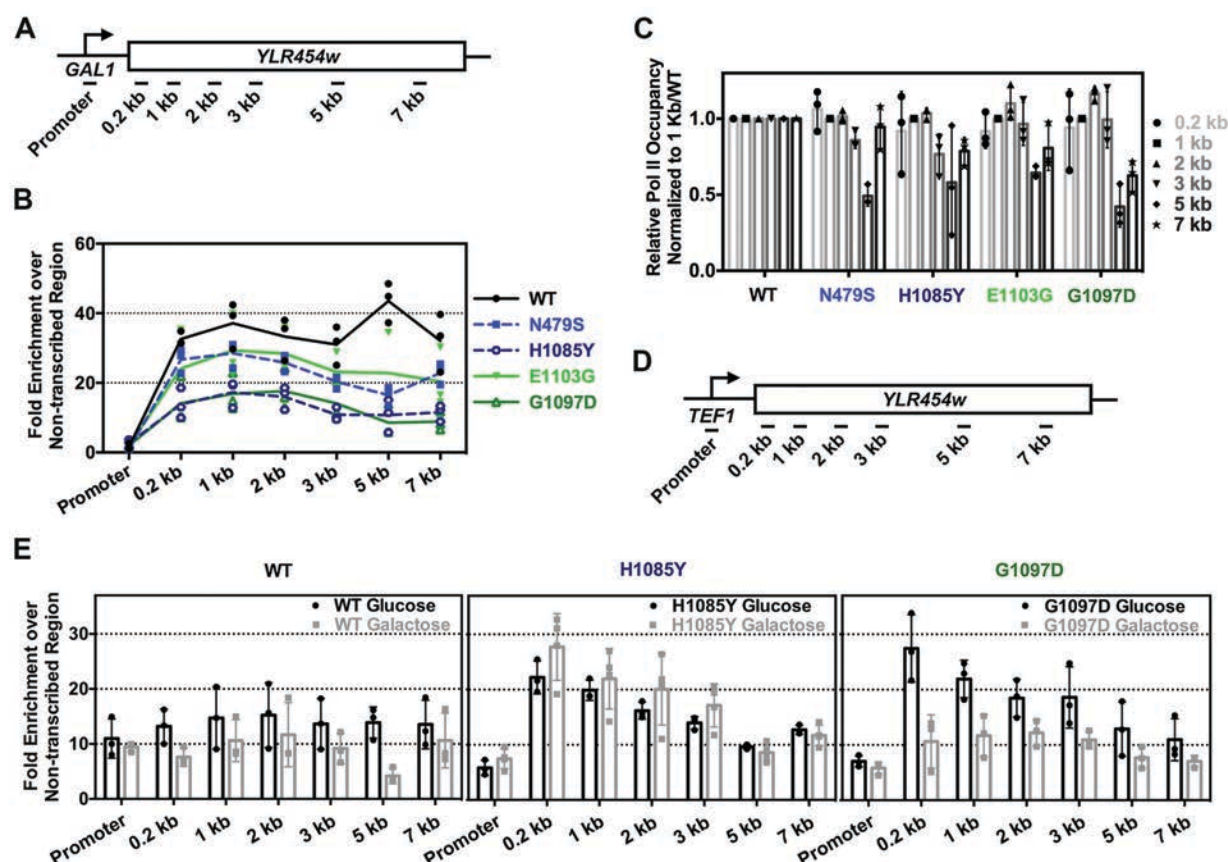 A
YLR454w
GAL1
Promoter
0.2 kb
1 kb
2 kb
3 kb
5 kb
7 kb
B
Fold Enrichment over
Non-transcribed Region
60
40
20
0
Promoter
0.2 kb
1 kb
2 kb
3 kb
5 kb
7 kb
WT
N479S
H1085Y
E1103G
G1097D
C
Relative Pol II Occupancy
Normalized to 1 Kb/WT
1.0
0.5
0.0
WT N479S H1085Y E1103G G1097D
0.2 kb
1 kb
2 kb
3 kb
5 kb
7 kb
D
YLR454w
TEF1
Promoter
0.2 kb
1 kb
2 kb
3 kb
5 kb
7 kb
E
Fold Enrichment over
Non-transcribed Region
30
20
10
0
WT
WT Glucose
WT Galactose
Promoter
0.2 kb
1 kb
2 kb
3 kb
5 kb
7 kb
H1085Y
H1085Y Glucose
H1085Y Galactose
Promoter
0.2 kb
1 kb
2 kb
3 kb
5 kb
7 kb
G1097D
G1097D Glucose
G1097D Galactose
Promoter
0.2 kb
1 kb
2 kb
3 kb
5 kb
7 kb